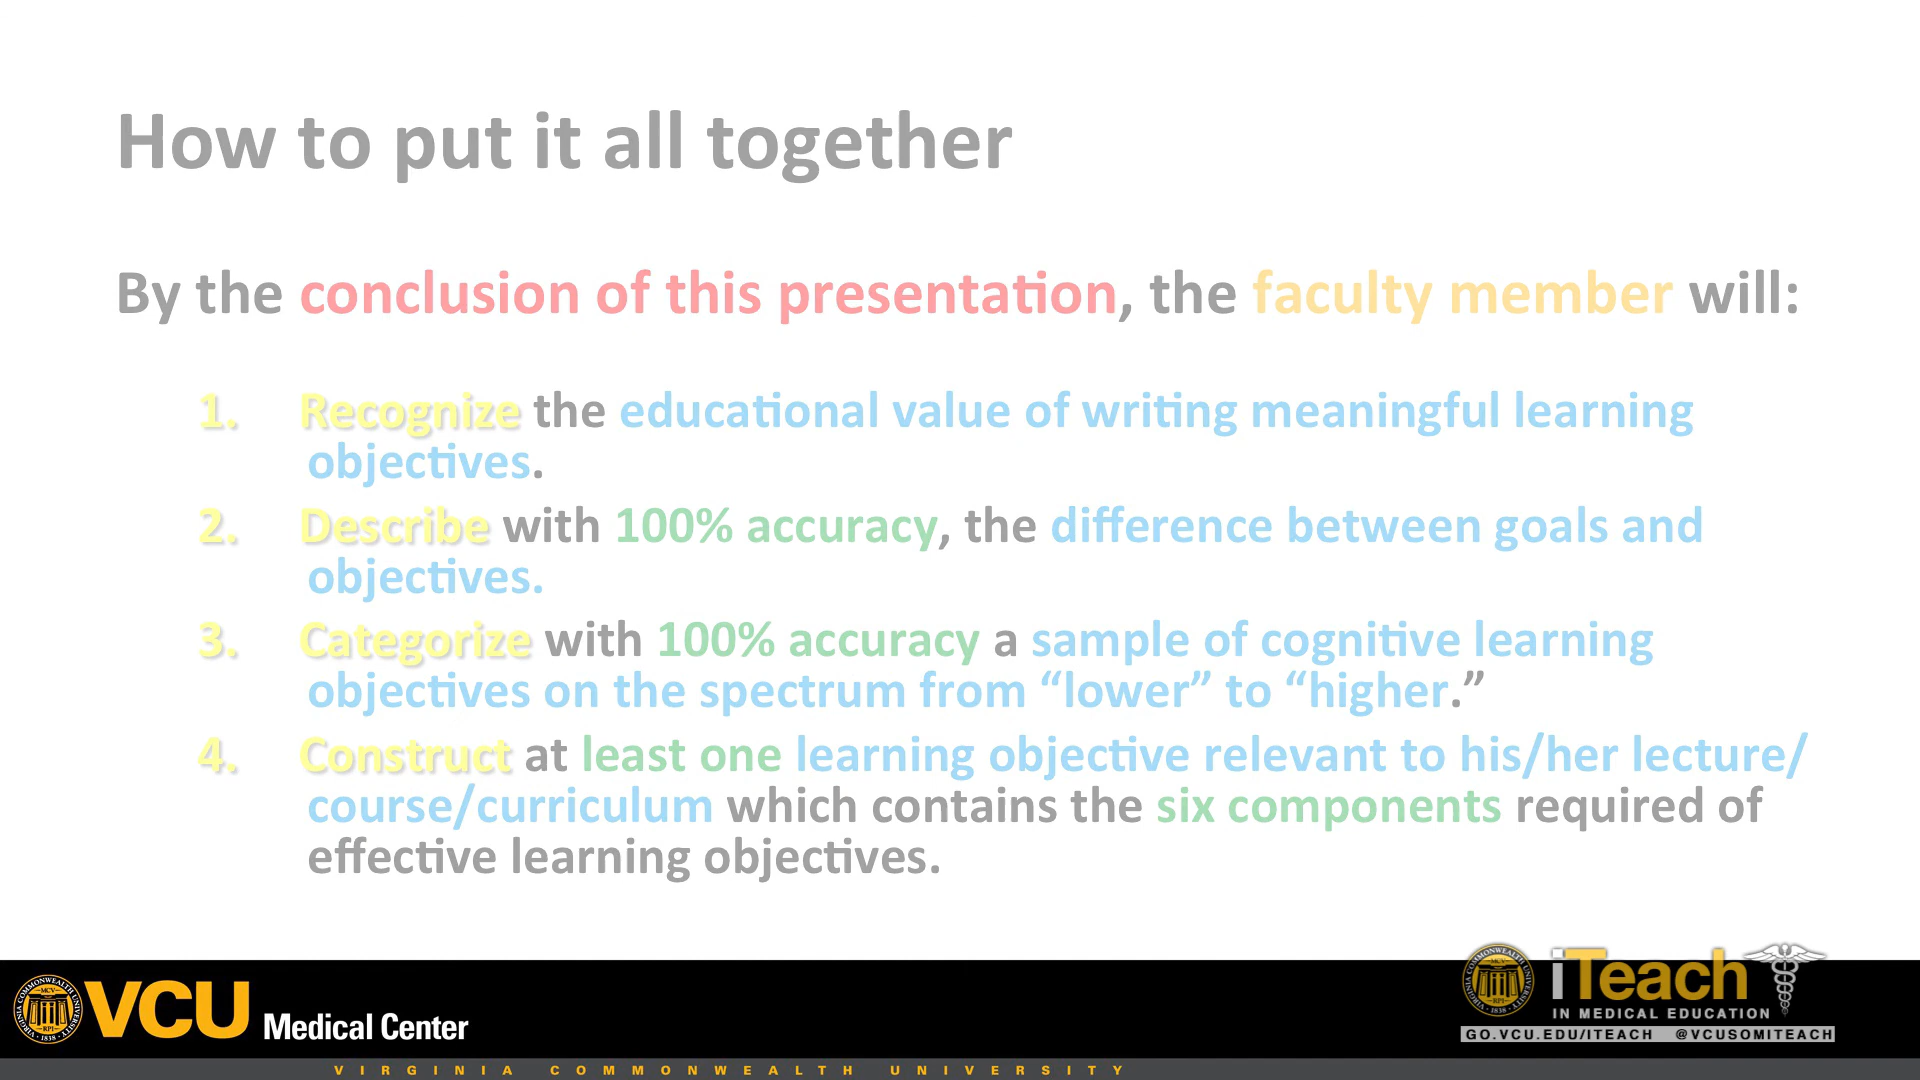 How to put it all together
By the conclusion of this presentation, the faculty member will:
1. Recognize the educational value of writing meaningful learning
objectives.
2. Describe with 100% accuracy, the difference between goals and
objectives.
3. Categorize with 100% accuracy a sample of cognitive learning
objectives on the spectrum from “lower” to “higher.”
4. Construct at least one learning objective relevant to his/her lecture/
course/curriculum which contains the six components required of
effective learning objectives.
VCU Medical Center
iTeach
IN MEDICAL EDUCATION
GO.VCU.EDU/ITEACH @VCUSOMITEACH
VIRGINIA COMMONWEALTH UNIVERSITY